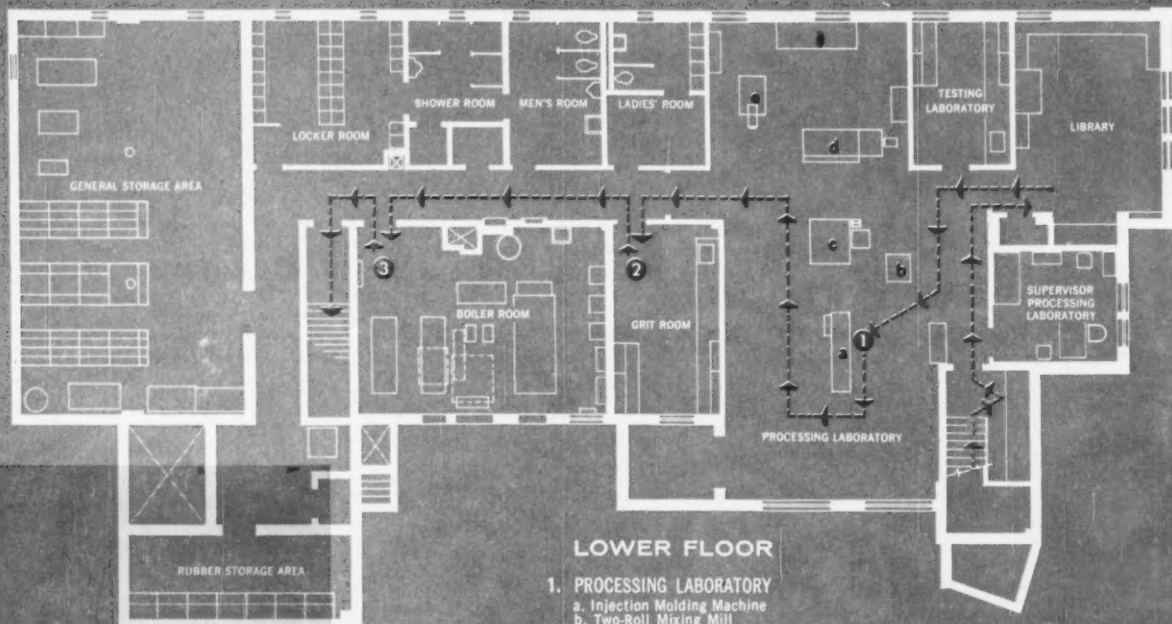 LOCKER ROOM
SHOWER ROOM
MEN'S ROOM
LADIES' ROOM
TESTING
LABORATORY
LIBRARY
GENERAL STORAGE AREA
d
c
b
a
1
2
3
BOILER ROOM
GRIT ROOM
SUPERVISOR
PROCESSING
LABORATORY
PROCESSING LABORATORY
RUBBER STORAGE AREA
LOWER FLOOR
1. PROCESSING LABORATORY
a. Injection Molding Machine
b. Two-Roll Mixing Mill